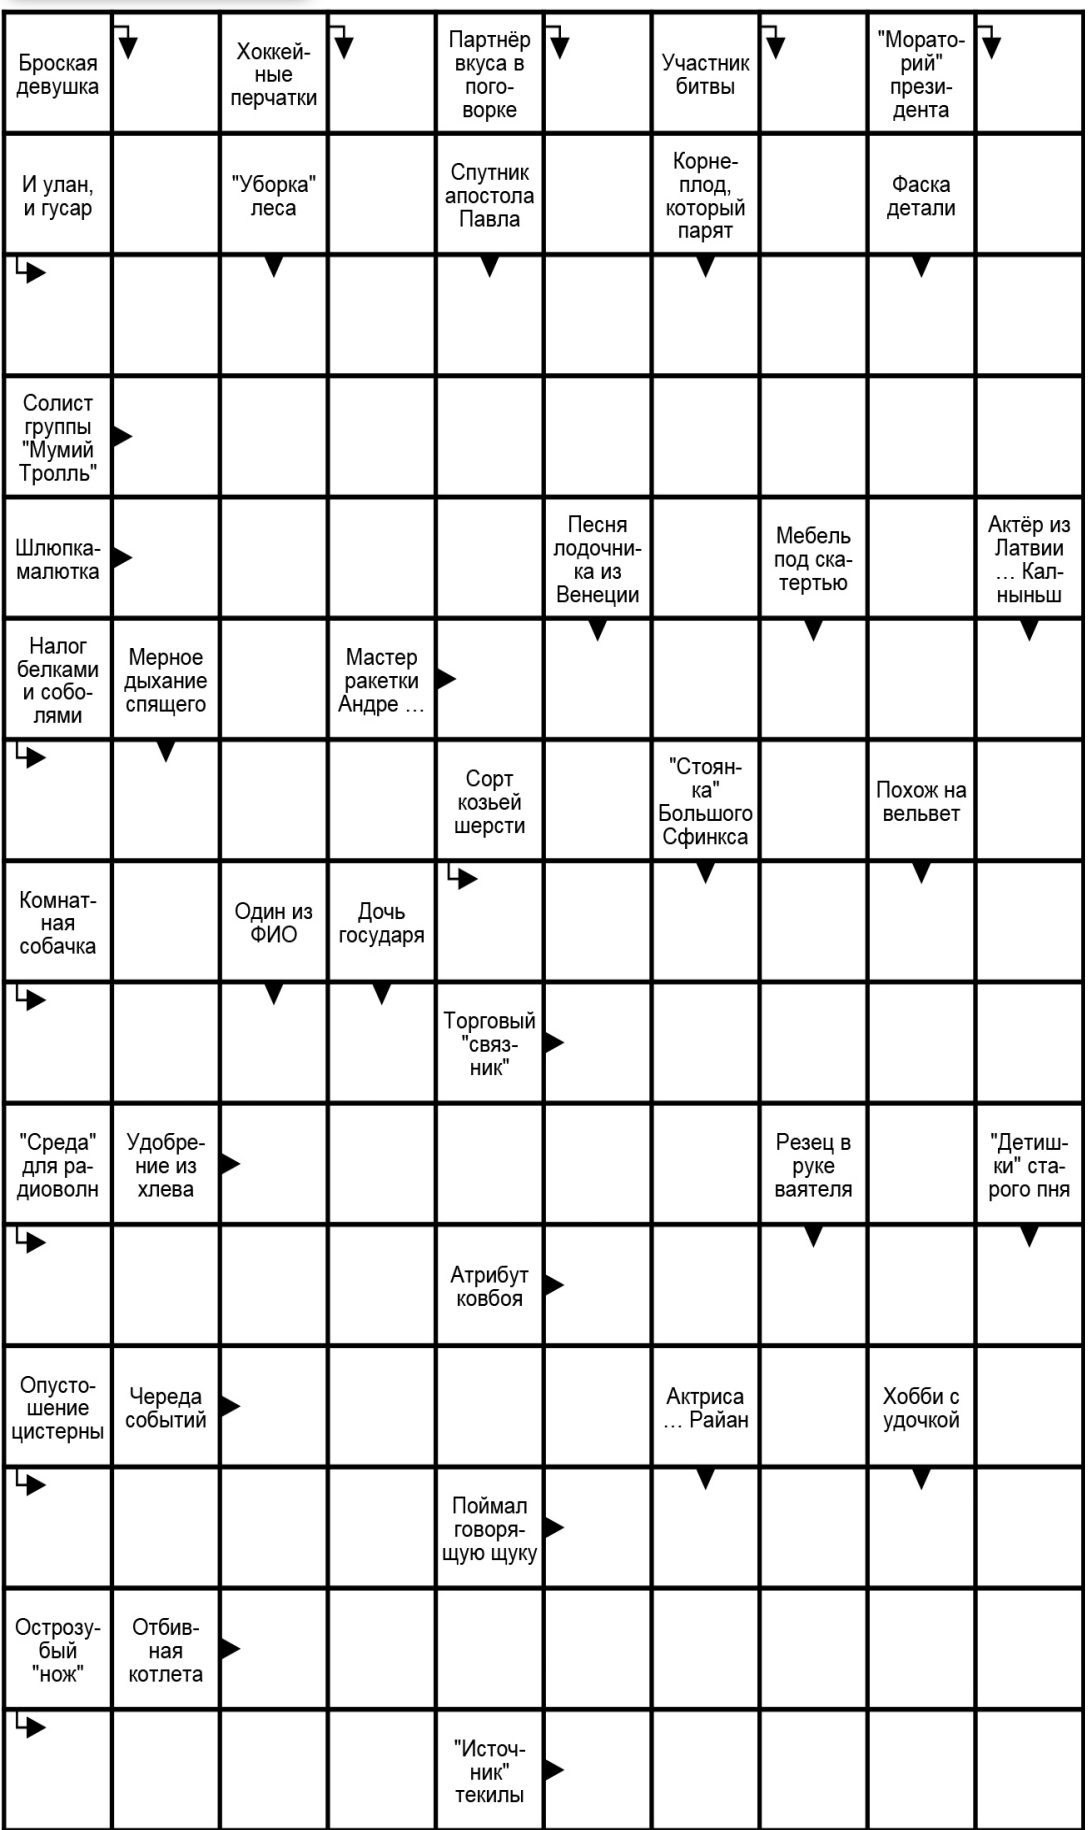 Броская
девушка
Хоккей-
ные
перчатки
Партнёр
вкуса в
пого-
ворке
Участник
битвы
"Морато-
рий"
прези-
дента
И улан,
и гусар
"Уборка"
леса
Спутник
апостола
Павла
Корне-
плод,
который
парят
Фаска
детали
Солист
группы
"Мумий
Тролль"
Шлюпка-
малютка
Песня
лодочни-
ка из
Венеции
Мебель
под ска-
тертью
Актёр из
Латвии
... Кал-
ныньш
Налог
белками
и собо-
лями
Мерное
дыхание
спящего
Мастер
ракетки
Андре ...
Сорт
козьей
шерсти
"Стоян-
ка"
Большого
Сфинкса
Похож на
вельвет
Комнат-
ная
собачка
Один из
ФИО
Дочь
государя
Торговый
"связ-
ник"
"Среда"
для ра-
диоволн
Удобре-
ние из
хлева
Резец в
руке
ваятеля
"Детиш-
ки" ста-
рого пня
Атрибут
ковбоя
Опусто-
шение
цистерны
Череда
событий
Актриса
... Райан
Хобби с
удочкой
Поймал
говоря-
щую щуку
Острозу-
бый
"нож"
Отбив-
ная
котлета
"Источ-
ник"
текилы